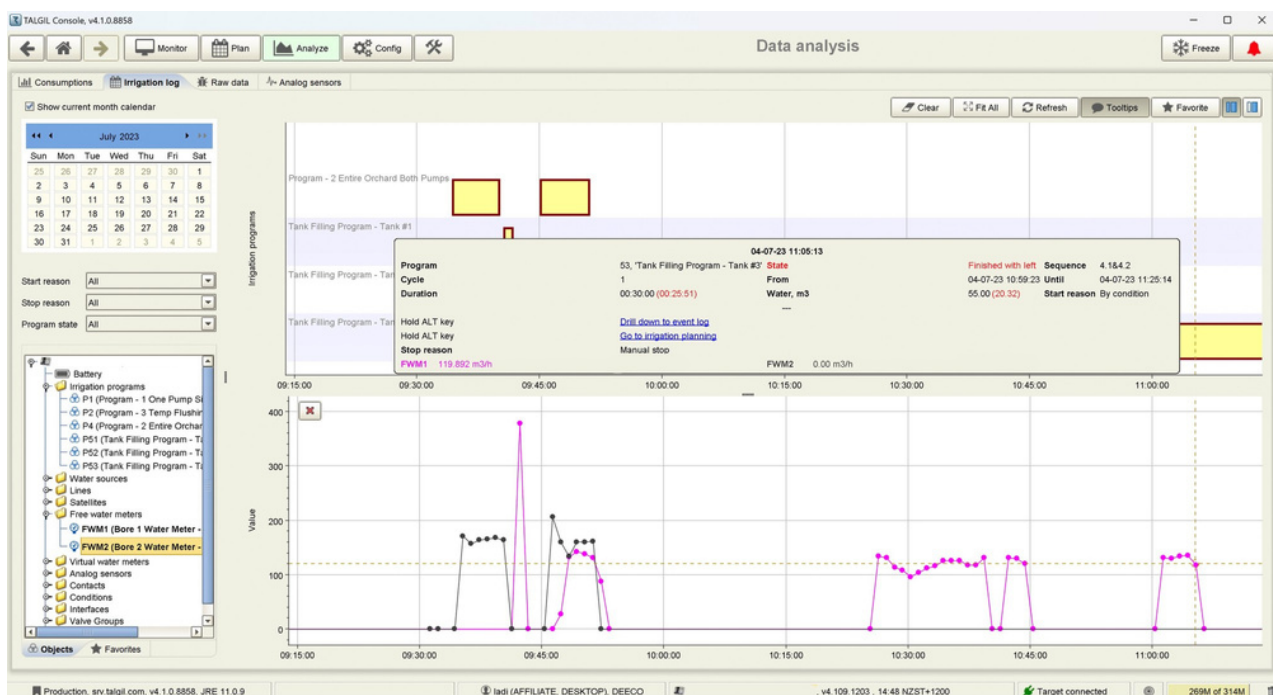 TALGIL Console, v4.1.0.8858
Monitor Plan Analyze Config Data analysis Freeze
Consumptions Irrigation log Raw data Analog sensors
Show current month calendar
Clear Fit All Refresh Tooltips Favorite
July 2023
Sun Mon Tue Wed Thu Fri Sat
25 26 27 28 29 30 1
2 3 4 5 6 7 8
9 10 11 12 13 14 15
16 17 18 19 20 21 22
23 24 25 26 27 28 29
30 31 1 2 3 4 5
Start reason All
Stop reason All
Program state All
Battery
Irrigation programs
P1 (Program - 1 One Pump Si
P2 (Program - 3 Temp Flushin
P4 (Program - 2 Entire Orchar
P51 (Tank Filling Program - Ta
P52 (Tank Filling Program - Ta
P53 (Tank Filling Program - Ta
Water sources
Lines
Satellites
Free water meters
FWM1 (Bore 1 Water Meter -
FWM2 (Bore 2 Water Meter -
Virtual water meters
Analog sensors
Contacts
Conditions
Interfaces
Valve Groups
Objects Favorites
Irrigation programs
Program - 2 Entire Orchard Both Pumps
Tank Filling Program - Tank #1
Tank Filling Program - Tan
Tank Filling Program - Tan
04-07-23 11:05:13
Program 53, 'Tank Filling Program - Tank #3' State Finished with left Sequence 4.1&4.2
Cycle 1 From 04-07-23 10:59:23 Until 04-07-23 11:25:14
Duration 00:30:00 (00:25:51) Water, m3 55.00 (20.32) Start reason By condition
---
Hold ALT key Drill down to event log
Hold ALT key Go to irrigation planning
Stop reason Manual stop
FWM1 119.892 m3/h FWM2 0.00 m3/h
09:15:00 09:30:00 09:45:00 10:00:00 10:15:00 10:30:00 10:45:00 11:00:00
Value
400
300
200
100
0
09:15:00 09:30:00 09:45:00 10:00:00 10:15:00 10:30:00 10:45:00 11:00:00
Production, srv.talgil.com, v4.1.0.8858, JRE 11.0.9 ladi (AFFILIATE, DESKTOP), DEECO , v4.109.1203 , 14:48 NZST+1200 Target connected 269M of 314M